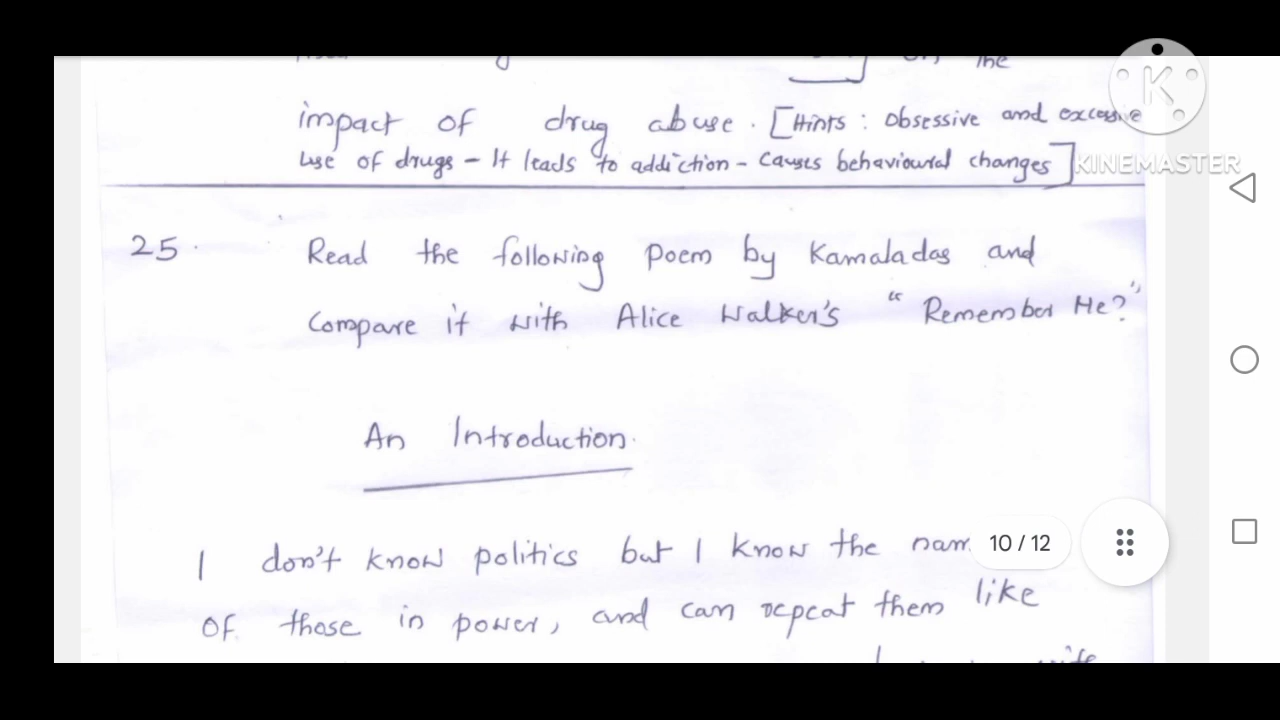 the
impact of drug abuse. [Hints: Obsessive and excessive
use of drugs - It leads to addiction - Causes behavioural changes]
KINEMASTER
25. Read the following poem by Kamaladas and
Compare it with Alice Walker's "Remember Me?"
An Introduction.
I don't know politics but I know the nam
10 / 12
of those in power, and can repeat them like